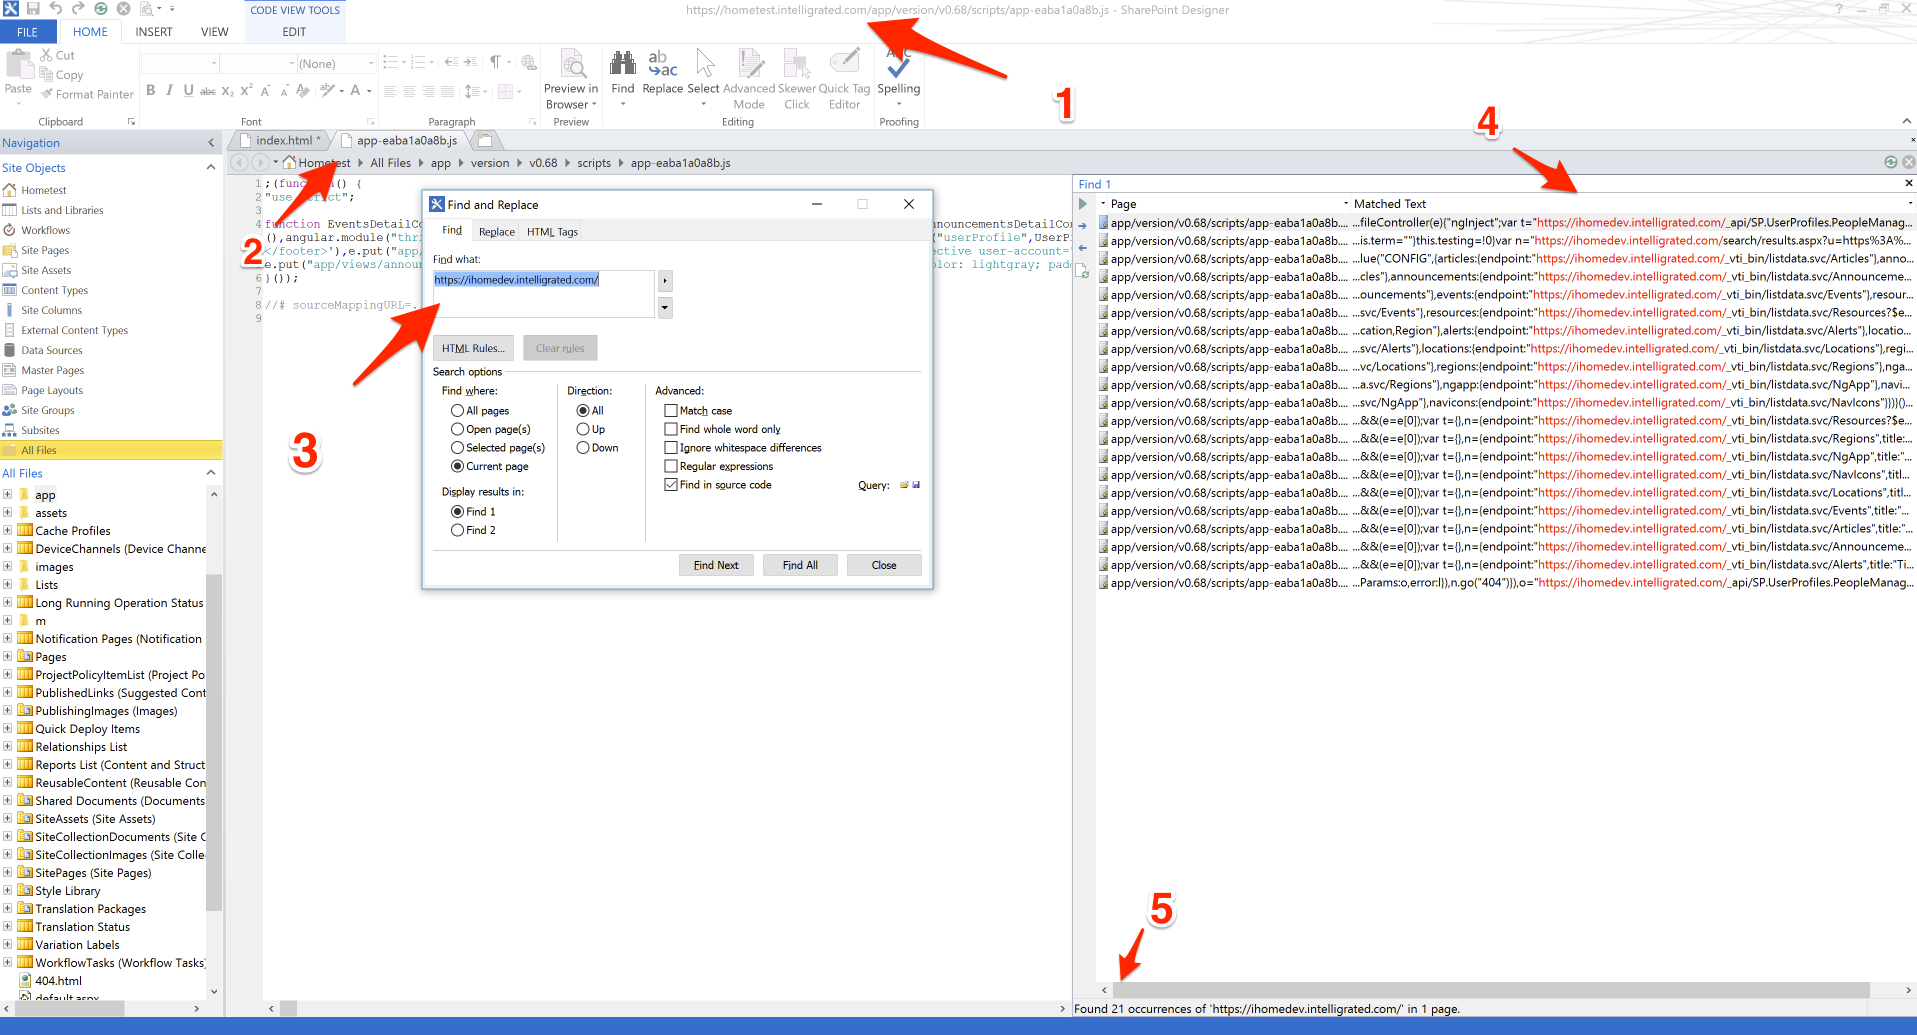 CODE VIEW TOOLS
https://hometest.intelligrated.com/app/version/v0.68/scripts/app-eaba1a0a8b.js - SharePoint Designer
FILE HOME INSERT VIEW EDIT
Cut
Copy
Format Painter
Paste
(None)
Preview in Browser
Find
Replace
Select
Advanced Mode
Skewer Click
Quick Tag Editor
Spelling
Clipboard Font Paragraph Preview Editing Proofing
1
4
Navigation
index.html *
app-eaba1a0a8b.js
Hometest All Files app version v0.68 scripts app-eaba1a0a8b.js
Site Objects
Hometest
Lists and Libraries
Workflows
Site Pages
Site Assets
Content Types
Site Columns
External Content Types
Data Sources
Master Pages
Page Layouts
Site Groups
Subsites
All Files
All Files
app
assets
Cache Profiles
DeviceChannels (Device Channe
images
Lists
Long Running Operation Status
m
Notification Pages (Notification
Pages
ProjectPolicyItemList (Project Po
PublishedLinks (Suggested Cont
PublishingImages (Images)
Quick Deploy Items
Relationships List
Reports List (Content and Struct
ReusableContent (Reusable Con
Shared Documents (Documents
SiteAssets (Site Assets)
SiteCollectionDocuments (Site C
SiteCollectionImages (Site Colle
SitePages (Site Pages)
Style Library
Translation Packages
Translation Status
Variation Labels
WorkflowTasks (Workflow Tasks)
404.html
default.aspx
1 ;(func n() {
2 "use ict";
3
4 function EventsDetailCo nnouncementsDetailCon
(),angular.module("thri ("userProfile",UserP
</footer>'),e.put("app/ ective user-account=
e.put("app/views/announ olor: lightgray; padd
6 }());
8 //# sourceMappingURL=..
9
2
3
Find and Replace
Find
Replace
HTML Tags
Find what:
https://ihomedev.intelligrated.com/
HTML Rules...
Clear rules
Search options
Find where:
All pages
Open page(s)
Selected page(s)
Current page
Display results in:
Find 1
Find 2
Direction:
All
Up
Down
Advanced:
Match case
Find whole word only
Ignore whitespace differences
Regular expressions
Find in source code
Query:
Find Next
Find All
Close
Find 1
Page Matched Text
app/version/v0.68/scripts/app-eaba1a0a8b.... ...fileController(e){"ngInject";var t="https://ihomedev.intelligrated.com/_api/SP.UserProfiles.PeopleManag...
app/version/v0.68/scripts/app-eaba1a0a8b.... ...is.term=""}this.testing=!0}var n="https://ihomedev.intelligrated.com/search/results.aspx?u=https%3A%...
app/version/v0.68/scripts/app-eaba1a0a8b.... ...lue("CONFIG",{articles:{endpoint:"https://ihomedev.intelligrated.com/_vti_bin/listdata.svc/Articles"},anno...
app/version/v0.68/scripts/app-eaba1a0a8b.... ...cles"},announcements:{endpoint:"https://ihomedev.intelligrated.com/_vti_bin/listdata.svc/Announceme...
app/version/v0.68/scripts/app-eaba1a0a8b.... ...ouncements"},events:{endpoint:"https://ihomedev.intelligrated.com/_vti_bin/listdata.svc/Events"},resour...
app/version/v0.68/scripts/app-eaba1a0a8b.... ...svc/Events"},resources:{endpoint:"https://ihomedev.intelligrated.com/_vti_bin/listdata.svc/Resources?$e...
app/version/v0.68/scripts/app-eaba1a0a8b.... ...cation,Region"},alerts:{endpoint:"https://ihomedev.intelligrated.com/_vti_bin/listdata.svc/Alerts"},locatio...
app/version/v0.68/scripts/app-eaba1a0a8b.... ...svc/Alerts"},locations:{endpoint:"https://ihomedev.intelligrated.com/_vti_bin/listdata.svc/Locations"},regi...
app/version/v0.68/scripts/app-eaba1a0a8b.... ...vc/Locations"},regions:{endpoint:"https://ihomedev.intelligrated.com/_vti_bin/listdata.svc/Regions"},nga...
app/version/v0.68/scripts/app-eaba1a0a8b.... ...a.svc/Regions"},ngapp:{endpoint:"https://ihomedev.intelligrated.com/_vti_bin/listdata.svc/NgApp"},navi...
app/version/v0.68/scripts/app-eaba1a0a8b.... ...svc/NgApp"},navicons:{endpoint:"https://ihomedev.intelligrated.com/_vti_bin/listdata.svc/NavIcons"}})}()...
app/version/v0.68/scripts/app-eaba1a0a8b.... ...&&(e=e[0]);var t={},n={endpoint:"https://ihomedev.intelligrated.com/_vti_bin/listdata.svc/Resources?$e...
app/version/v0.68/scripts/app-eaba1a0a8b.... ...&&(e=e[0]);var t={},n={endpoint:"https://ihomedev.intelligrated.com/_vti_bin/listdata.svc/Regions",title:...
app/version/v0.68/scripts/app-eaba1a0a8b.... ...&&(e=e[0]);var t={},n={endpoint:"https://ihomedev.intelligrated.com/_vti_bin/listdata.svc/NgApp",title:"...
app/version/v0.68/scripts/app-eaba1a0a8b.... ...&&(e=e[0]);var t={},n={endpoint:"https://ihomedev.intelligrated.com/_vti_bin/listdata.svc/NavIcons",titl...
app/version/v0.68/scripts/app-eaba1a0a8b.... ...&&(e=e[0]);var t={},n={endpoint:"https://ihomedev.intelligrated.com/_vti_bin/listdata.svc/Locations",titl...
app/version/v0.68/scripts/app-eaba1a0a8b.... ...&&(e=e[0]);var t={},n={endpoint:"https://ihomedev.intelligrated.com/_vti_bin/listdata.svc/Events",title:"...
app/version/v0.68/scripts/app-eaba1a0a8b.... ...&&(e=e[0]);var t={},n={endpoint:"https://ihomedev.intelligrated.com/_vti_bin/listdata.svc/Articles",title:"...
app/version/v0.68/scripts/app-eaba1a0a8b.... ...&&(e=e[0]);var t={},n={endpoint:"https://ihomedev.intelligrated.com/_vti_bin/listdata.svc/Announceme...
app/version/v0.68/scripts/app-eaba1a0a8b.... ...&&(e=e[0]);var t={},n={endpoint:"https://ihomedev.intelligrated.com/_vti_bin/listdata.svc/Alerts",title:"Ti...
app/version/v0.68/scripts/app-eaba1a0a8b.... ...Params:o,error:l}),n.go("404")}),o="https://ihomedev.intelligrated.com/_api/SP.UserProfiles.PeopleManag...
5
Found 21 occurrences of 'https://ihomedev.intelligrated.com/' in 1 page.